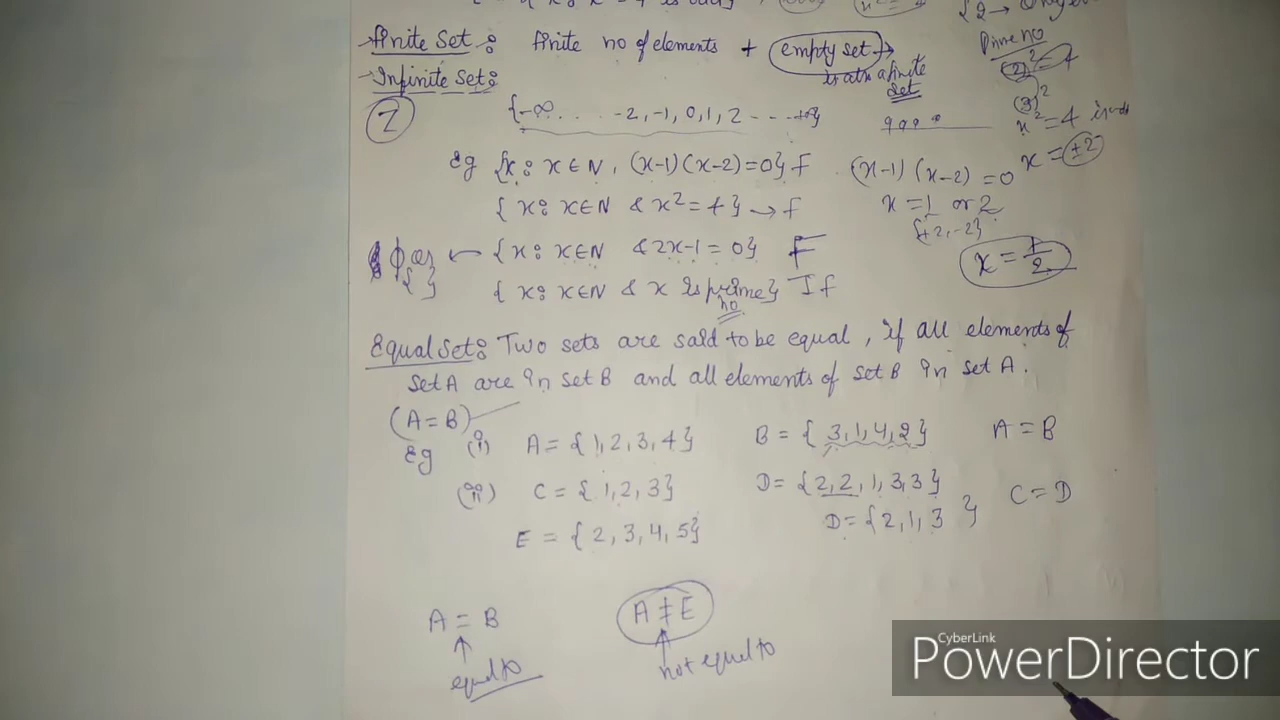 Finite Set : Finite no of elements + empty set →
is also a finite
set
Infinite Set :
Z
{-∞ . . . . -2, -1, 0, 1, 2 - - - - +∞}
Prime no
x² = 4
x = ±2
Eg {x : x ∈ N, (x-1)(x-2) = 0} F
(x-1)(x-2) = 0
x = 1 or 2
{ x : x ∈ N & x² = 4} → f
{+2, -2}
φ or { } ← { x : x ∈ N & 2x-1 = 0} F
x = 1/2
{ x : x ∈ N & x is prime} If
no
Equal Set : Two sets are said to be equal, if all elements of
set A are in set B and all elements of set B in set A.
(A = B)
Eg (i) A = {1, 2, 3, 4} B = { 3, 1, 4, 2} A = B
(ii) C = { 1, 2, 3} D = {2, 2, 1, 3, 3} C = D
D = {2, 1, 3 }
E = { 2, 3, 4, 5}
A = B A ≠ E
equal to not equal to
CyberLink
PowerDirector